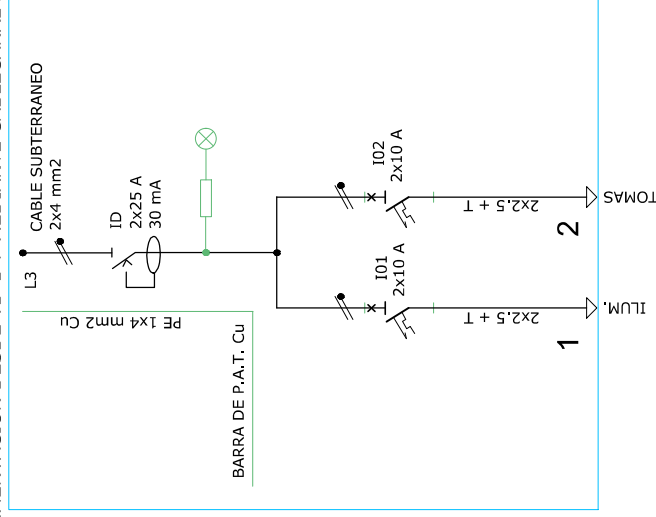 CABLE SUBTERRANEO
2x4 mm2
L3
ID
2x25 A
30 mA
PE 1x4 mm2 Cu
BARRA DE P.A.T. Cu
I02
2x10 A
2x2.5 + T
2
TOMAS
I01
2x10 A
2x2.5 + T
1
ILUM.